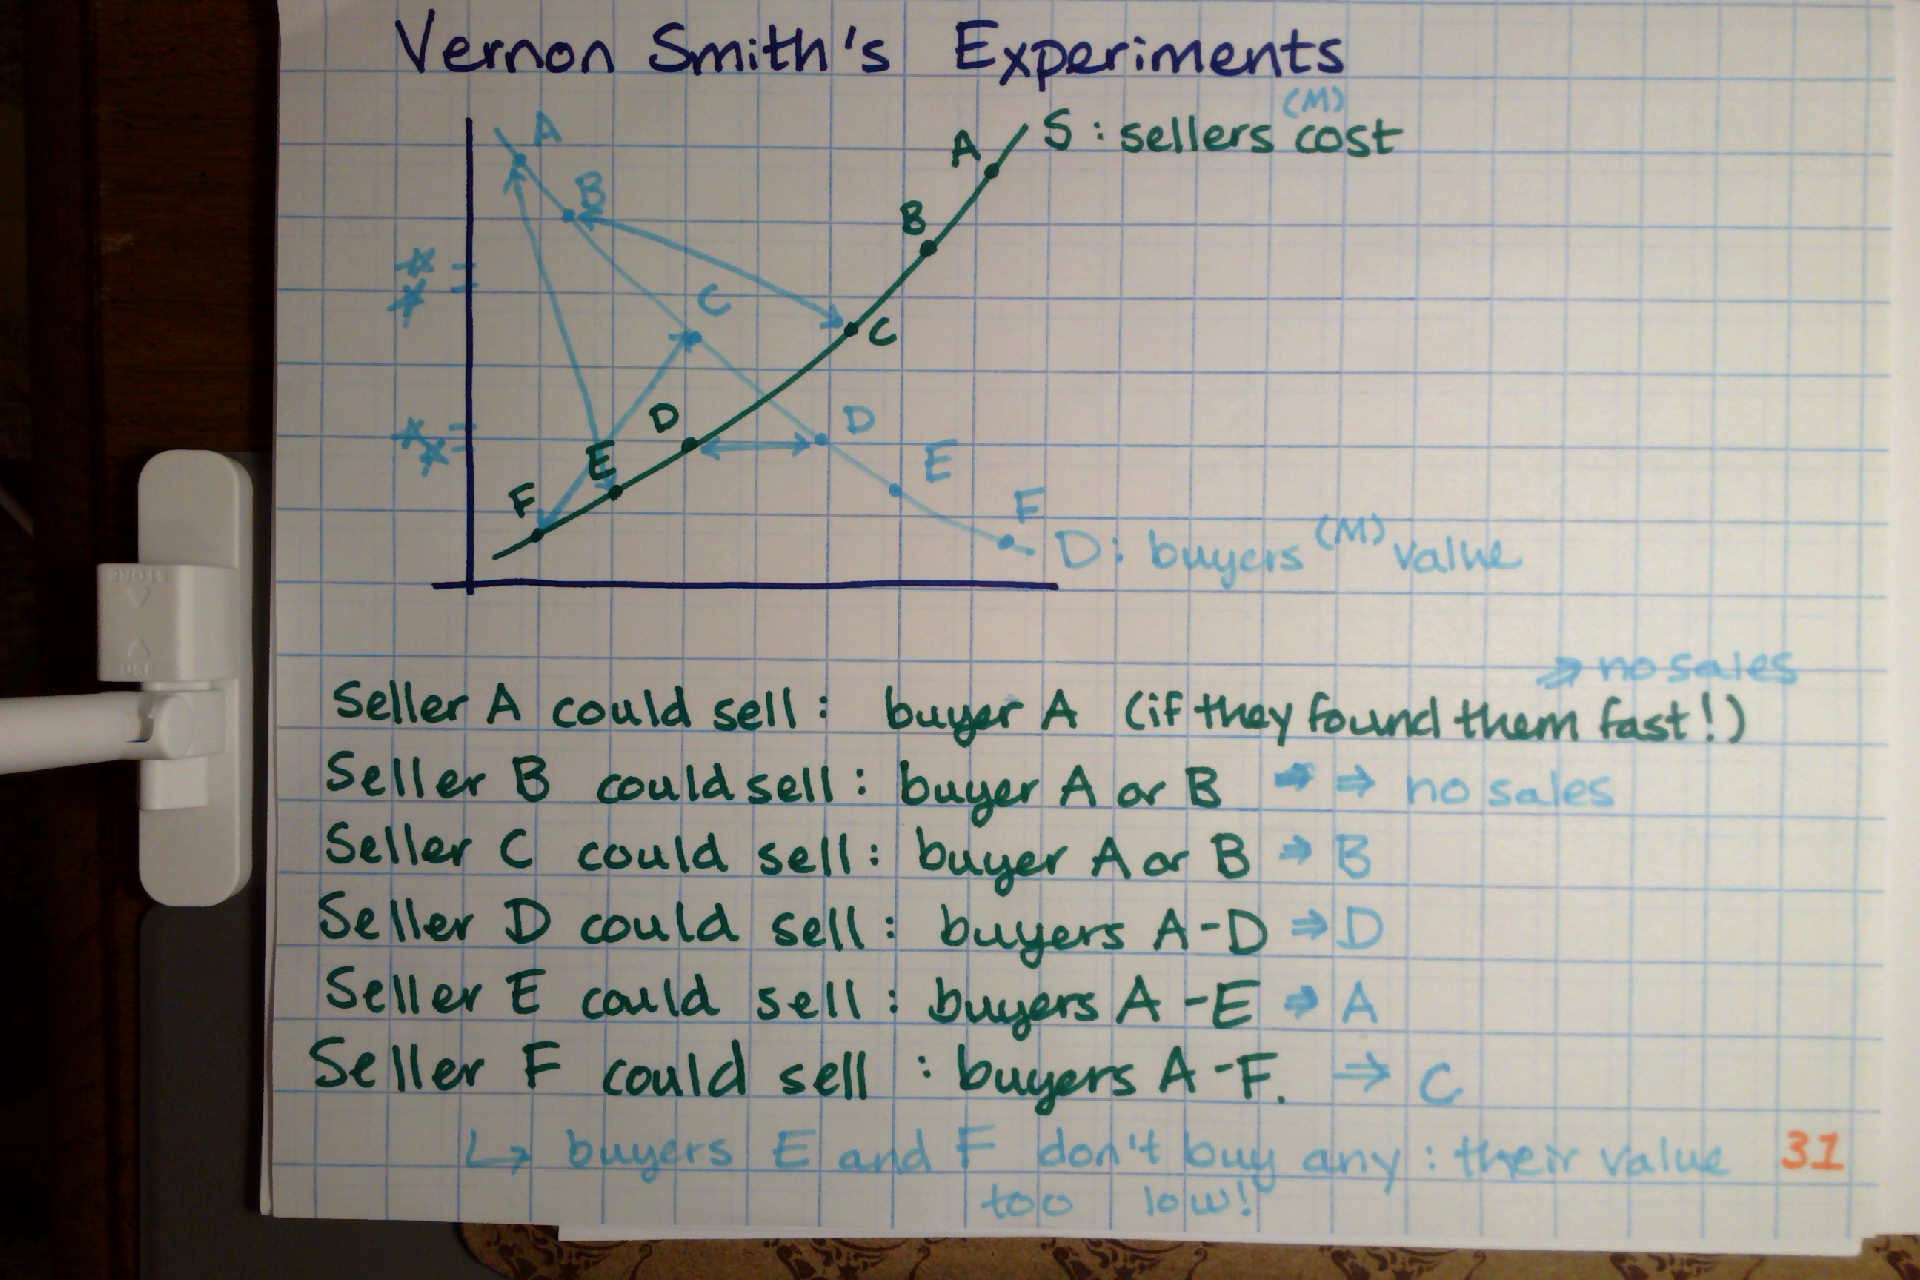 Vernon Smith's Experiments
(M)
A
A S: sellers cost
B
B
C
C
D
D
E
E
F
F
D: buyers (M) value
⇒ no sales
Seller A could sell: buyer A (if they found them fast!)
Seller B could sell: buyer A or B ⇒ no sales
Seller C could sell: buyer A or B ⇒ B
Seller D could sell: buyers A-D ⇒ D
Seller E could sell: buyers A-E ⇒ A
Seller F could sell: buyers A-F. ⇒ C
↳ buyers E and F don't buy any: their value 31
too low!